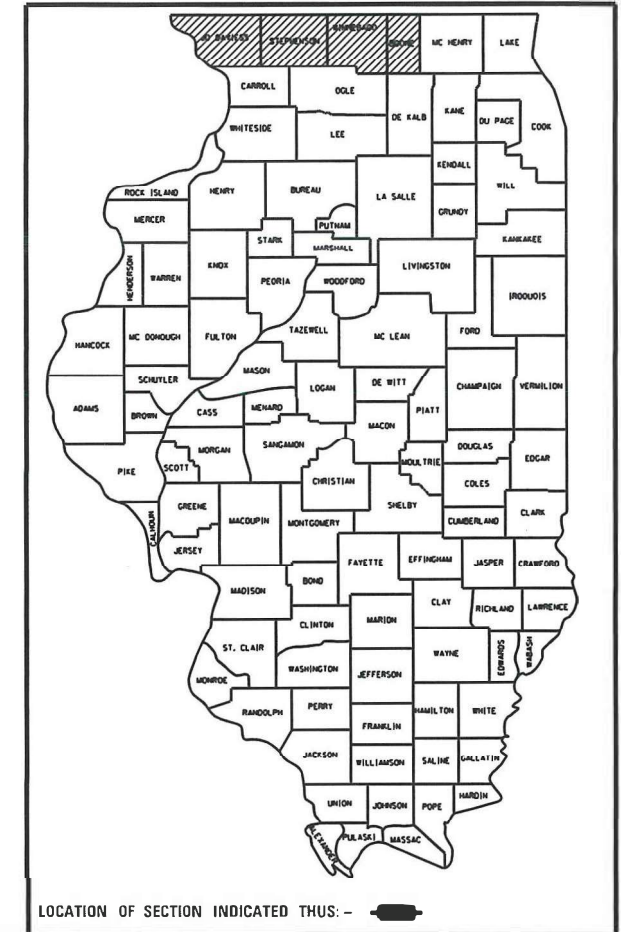 JO DAVIESS STEPHENSON WINNEBAGO BOONE MC HENRY LAKE
CARROLL OGLE
DE KALB KANE DU PAGE COOK
WHITESIDE LEE
KENDALL
ROCK ISLAND HENRY BUREAU LA SALLE WILL
MERCER PUTNAM GRUNDY
STARK MARSHALL KANKAKEE
HENDERSON WARREN KNOX PEORIA WOODFORD LIVINGSTON
IROQUOIS
HANCOCK MC DONOUGH FULTON TAZEWELL MC LEAN FORD
MASON
SCHUYLER LOGAN DE WITT CHAMPAIGN VERMILION
ADAMS BROWN CASS MENARD PIATT
MACON
MORGAN SANGAMON DOUGLAS EDGAR
PIKE SCOTT CHRISTIAN MOULTRIE
COLES
GREENE MACOUPIN MONTGOMERY SHELBY CUMBERLAND CLARK
CALHOUN JERSEY
FAYETTE EFFINGHAM JASPER CRAWFORD
MADISON BOND
CLAY RICHLAND LAWRENCE
CLINTON MARION
ST. CLAIR WAYNE EDWARDS WABASH
WASHINGTON JEFFERSON
MONROE
RANDOLPH PERRY HAMILTON WHITE
FRANKLIN
JACKSON WILLIAMSON SALINE GALLATIN
UNION JOHNSON POPE HARDIN
ALEXANDER PULASKI MASSAC
LOCATION OF SECTION INDICATED THUS: –